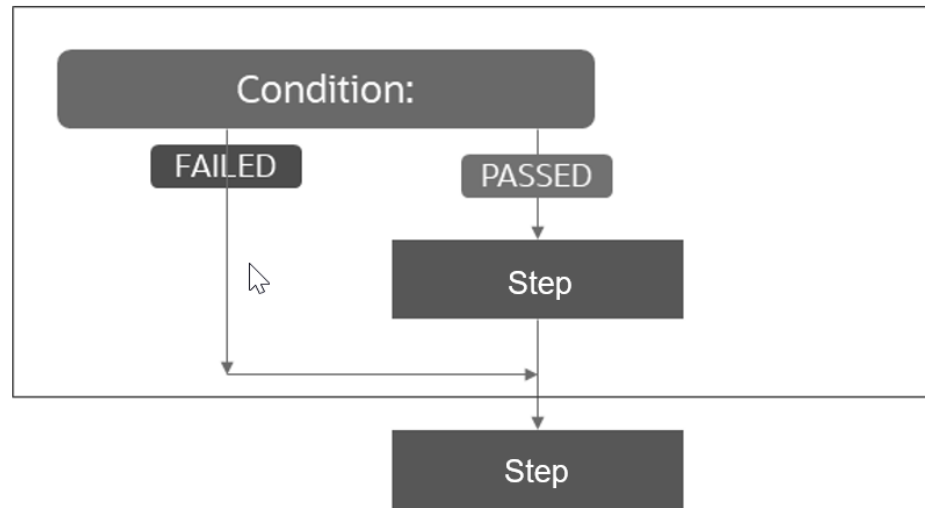 Condition:
FAILED
PASSED
Step
Step